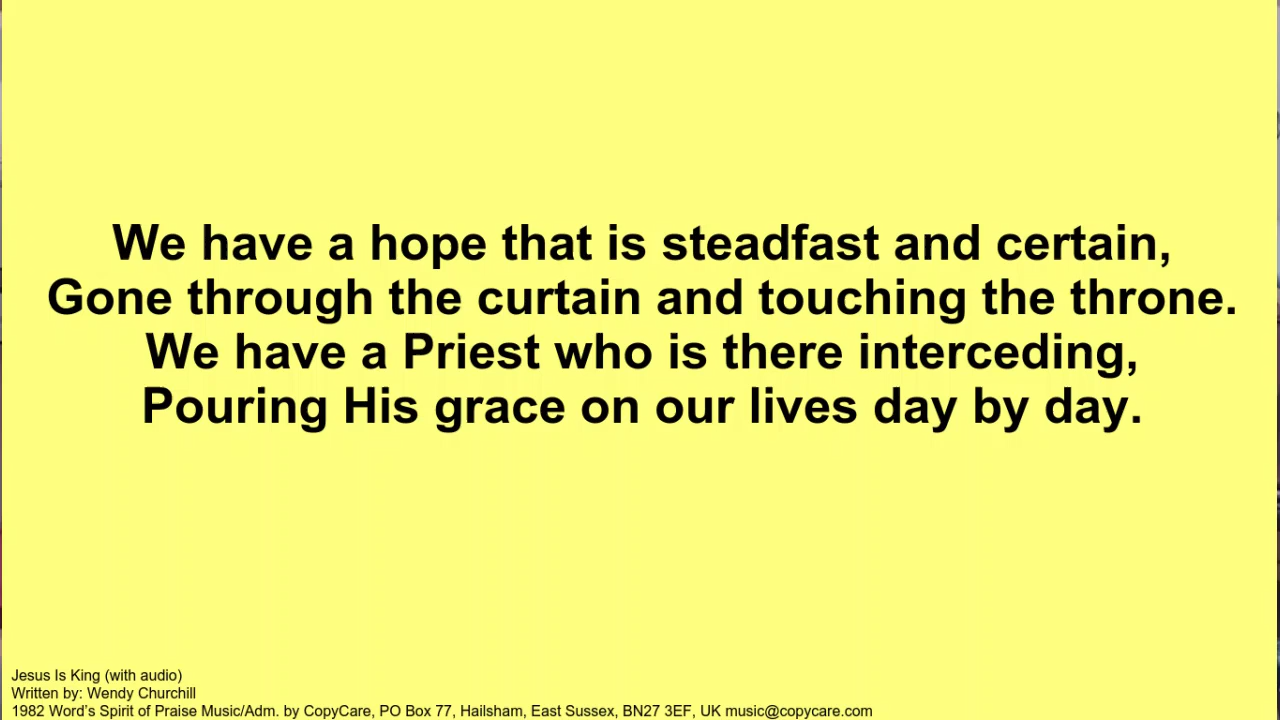 We have a hope that is steadfast and certain,
Gone through the curtain and touching the throne.
We have a Priest who is there interceding,
Pouring His grace on our lives day by day.
Jesus Is King (with audio)
Written by: Wendy Churchill
1982 Word’s Spirit of Praise Music/Adm. by CopyCare, PO Box 77, Hailsham, East Sussex, BN27 3EF, UK music@copycare.com